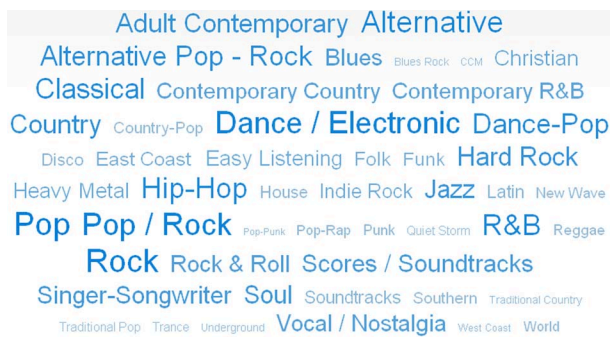 Adult Contemporary Alternative
Alternative Pop - Rock Blues Blues Rock CCM Christian
Classical Contemporary Country Contemporary R&B
Country Country-Pop Dance / Electronic Dance-Pop
Disco East Coast Easy Listening Folk Funk Hard Rock
Heavy Metal Hip-Hop House Indie Rock Jazz Latin New Wave
Pop Pop / Rock Pop-Punk Pop-Rap Punk Quiet Storm R&B Reggae
Rock Rock & Roll Scores / Soundtracks
Singer-Songwriter Soul Soundtracks Southern Traditional Country
Traditional Pop Trance Underground Vocal / Nostalgia West Coast World